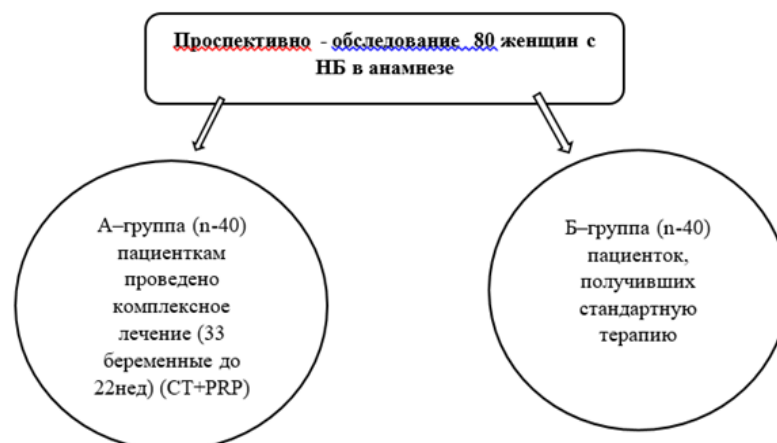 Проспективно - обследование 80 женщин с
НБ в анамнезе
А–группа (n-40)
пациенткам
проведено
комплексное
лечение (33
беременные до
22нед) (СТ+PRP)
Б–группа (n-40)
пациенток,
получивших
стандартную
терапию